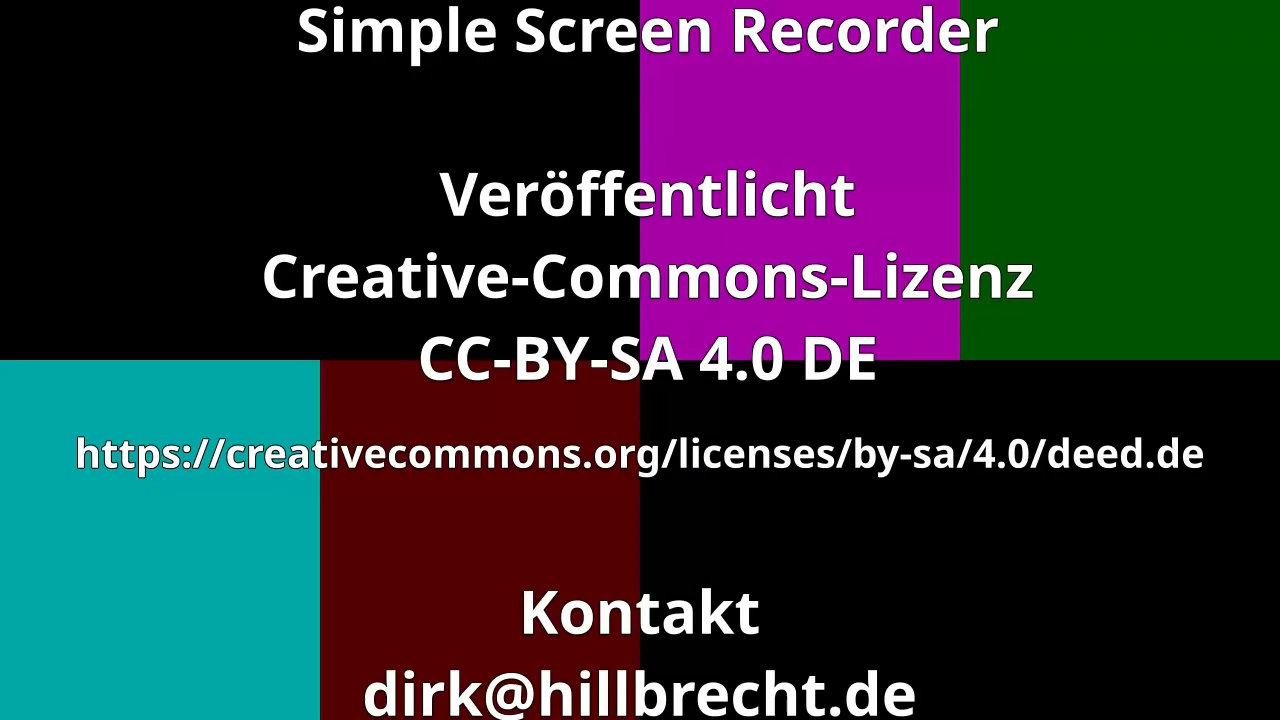 Simple Screen Recorder
Veröffentlicht
Creative-Commons-Lizenz
CC-BY-SA 4.0 DE
https://creativecommons.org/licenses/by-sa/4.0/deed.de
Kontakt
dirk@hillbrecht.de